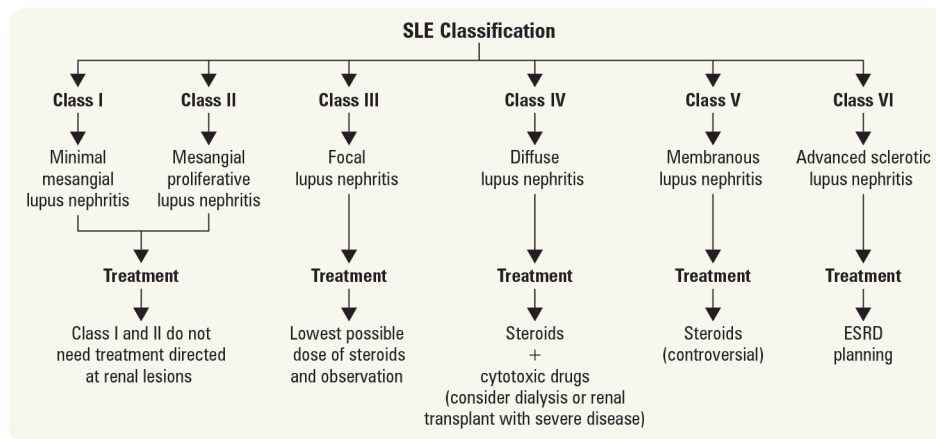 SLE Classification
Class I
Class II
Class III
Class IV
Class V
Class VI
Minimal
mesangial
lupus nephritis
Mesangial
proliferative
lupus nephritis
Focal
lupus nephritis
Diffuse
lupus nephritis
Membranous
lupus nephritis
Advanced sclerotic
lupus nephritis
Treatment
Treatment
Treatment
Treatment
Treatment
Class I and II do not
need treatment directed
at renal lesions
Lowest possible
dose of steroids
and observation
Steroids
+
cytotoxic drugs
(consider dialysis or renal
transplant with severe disease)
Steroids
(controversial)
ESRD
planning